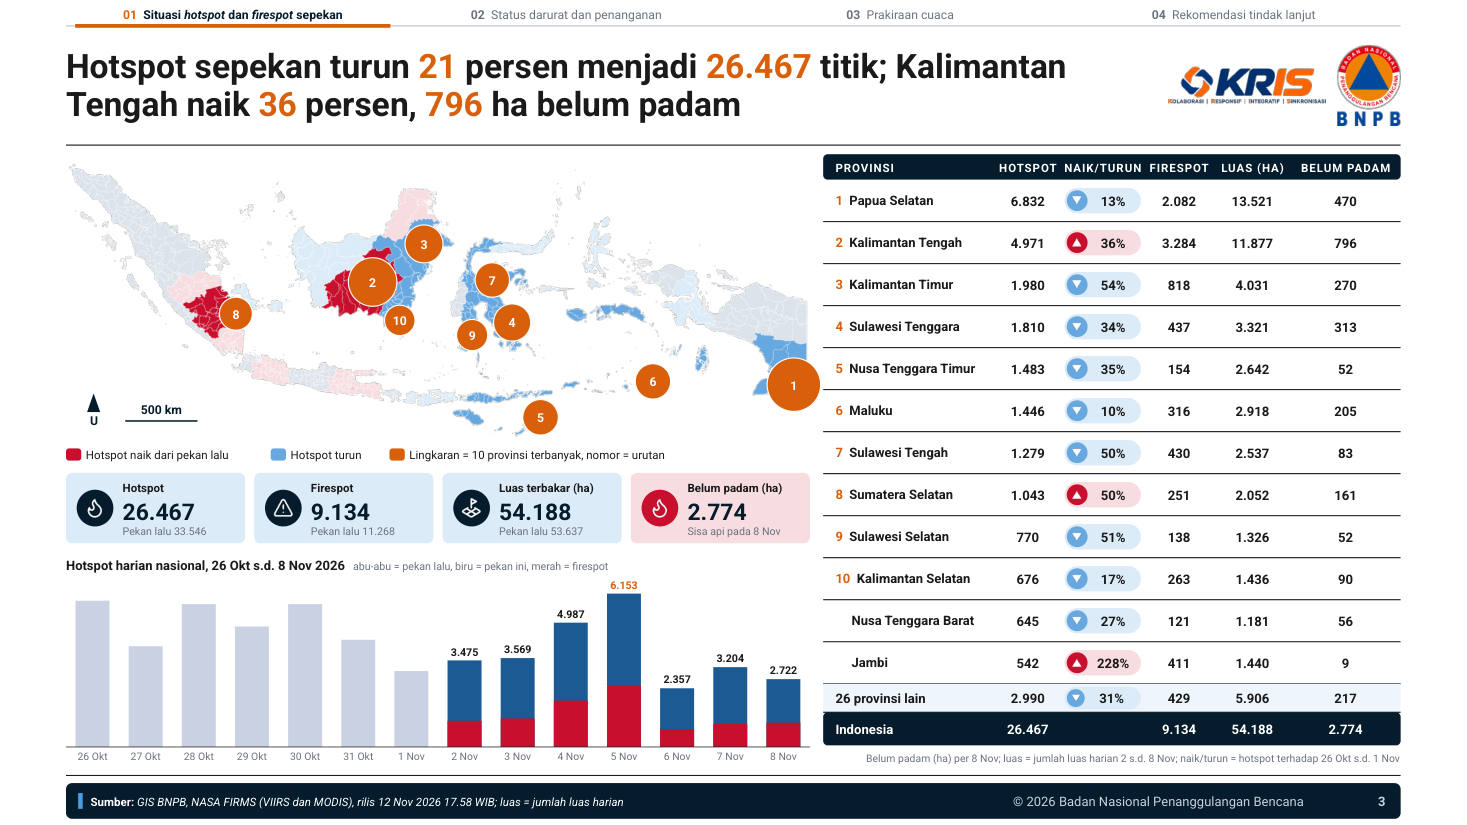 01 Situasi hotspot dan firespot sepekan
02 Status darurat dan penanganan
03 Prakiraan cuaca
04 Rekomendasi tindak lanjut
Hotspot sepekan turun 21 persen menjadi 26.467 titik; Kalimantan
Tengah naik 36 persen, 796 ha belum padam
KRIS
KOLABORASI | RESPONSIF | INTEGRATIF | SINKRONISASI
BADAN NASIONAL PENANGGULANGAN BENCANA
BNPB
3
2
7
8
10
4
9
6
1
5
U
500 km
Hotspot naik dari pekan lalu
Hotspot turun
Lingkaran = 10 provinsi terbanyak, nomor = urutan
Hotspot
26.467
Pekan lalu 33.546
Firespot
9.134
Pekan lalu 11.268
Luas terbakar (ha)
54.188
Pekan lalu 53.637
Belum padam (ha)
2.774
Sisa api pada 8 Nov
Hotspot harian nasional, 26 Okt s.d. 8 Nov 2026 abu-abu = pekan lalu, biru = pekan ini, merah = firespot
3.475
3.569
4.987
6.153
2.357
3.204
2.722
26 Okt 27 Okt 28 Okt 29 Okt 30 Okt 31 Okt 1 Nov 2 Nov 3 Nov 4 Nov 5 Nov 6 Nov 7 Nov 8 Nov
PROVINSI HOTSPOT NAIK/TURUN FIRESPOT LUAS (HA) BELUM PADAM
1 Papua Selatan 6.832 13% 2.082 13.521 470
2 Kalimantan Tengah 4.971 36% 3.284 11.877 796
3 Kalimantan Timur 1.980 54% 818 4.031 270
4 Sulawesi Tenggara 1.810 34% 437 3.321 313
5 Nusa Tenggara Timur 1.483 35% 154 2.642 52
6 Maluku 1.446 10% 316 2.918 205
7 Sulawesi Tengah 1.279 50% 430 2.537 83
8 Sumatera Selatan 1.043 50% 251 2.052 161
9 Sulawesi Selatan 770 51% 138 1.326 52
10 Kalimantan Selatan 676 17% 263 1.436 90
Nusa Tenggara Barat 645 27% 121 1.181 56
Jambi 542 228% 411 1.440 9
26 provinsi lain 2.990 31% 429 5.906 217
Indonesia 26.467 9.134 54.188 2.774
Belum padam (ha) per 8 Nov; luas = jumlah luas harian 2 s.d. 8 Nov; naik/turun = hotspot terhadap 26 Okt s.d. 1 Nov
Sumber: GIS BNPB, NASA FIRMS (VIIRS dan MODIS), rilis 12 Nov 2026 17.58 WIB; luas = jumlah luas harian
© 2026 Badan Nasional Penanggulangan Bencana
3